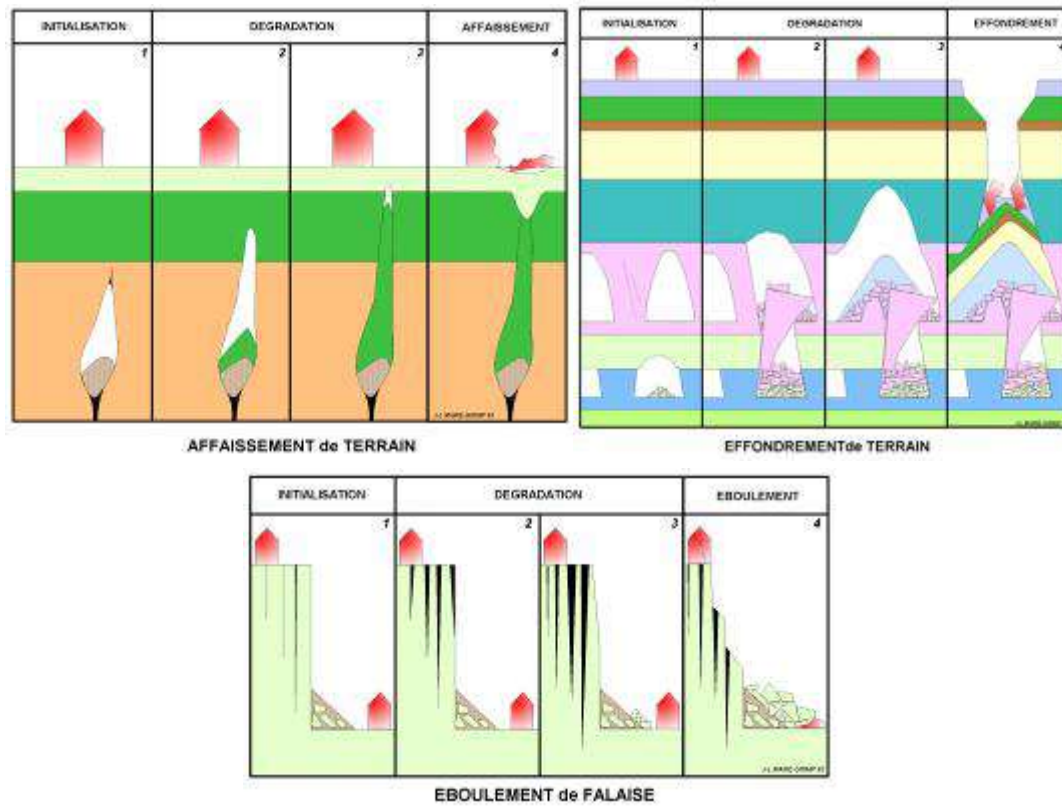 INITIALISATION DEGRADATION AFFAISSEMENT
1 2 3 4
AFFAISSEMENT de TERRAIN
INITIALISATION DEGRADATION EFFONDREMENT
1 2 3
EFFONDREMENTde TERRAIN
INITIALISATION DEGRADATION EBOULEMENT
1 2 3 4
EBOULEMENT de FALAISE